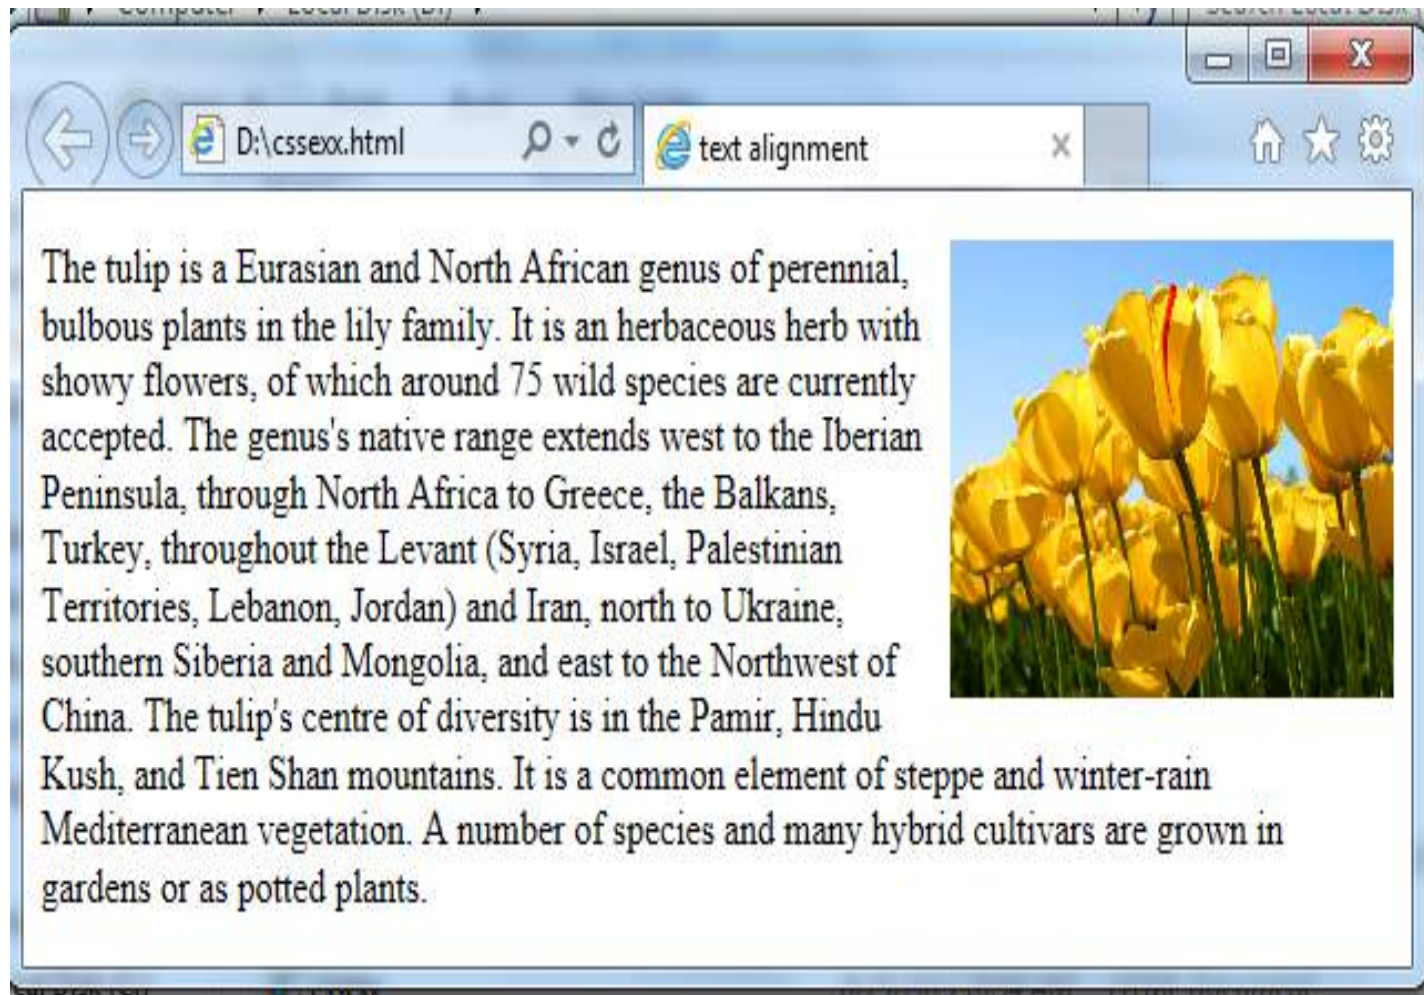 D:\cssexx.html
text alignment
The tulip is a Eurasian and North African genus of perennial,
bulbous plants in the lily family. It is an herbaceous herb with
showy flowers, of which around 75 wild species are currently
accepted. The genus's native range extends west to the Iberian
Peninsula, through North Africa to Greece, the Balkans,
Turkey, throughout the Levant (Syria, Israel, Palestinian
Territories, Lebanon, Jordan) and Iran, north to Ukraine,
southern Siberia and Mongolia, and east to the Northwest of
China. The tulip's centre of diversity is in the Pamir, Hindu
Kush, and Tien Shan mountains. It is a common element of steppe and winter-rain
Mediterranean vegetation. A number of species and many hybrid cultivars are grown in
gardens or as potted plants.